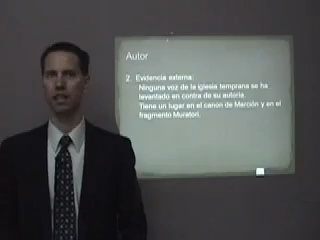 Autor
2. Evidencia externa:
Ninguna voz de la iglesia temprana se ha
levantado en contra de su autoría.
Tiene un lugar en el canon de Marción y en el
fragmento Muratori.